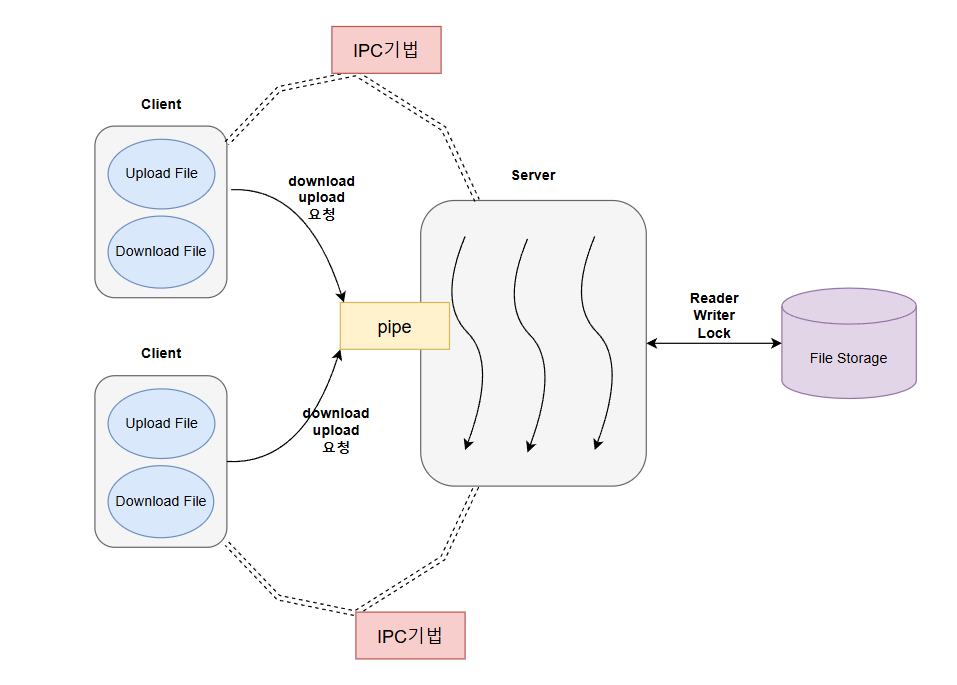 IPC기법
Client
Upload File
Download File
download
upload
요청
Server
pipe
Reader
Writer
Lock
File Storage
Client
Upload File
Download File
download
upload
요청
IPC기법